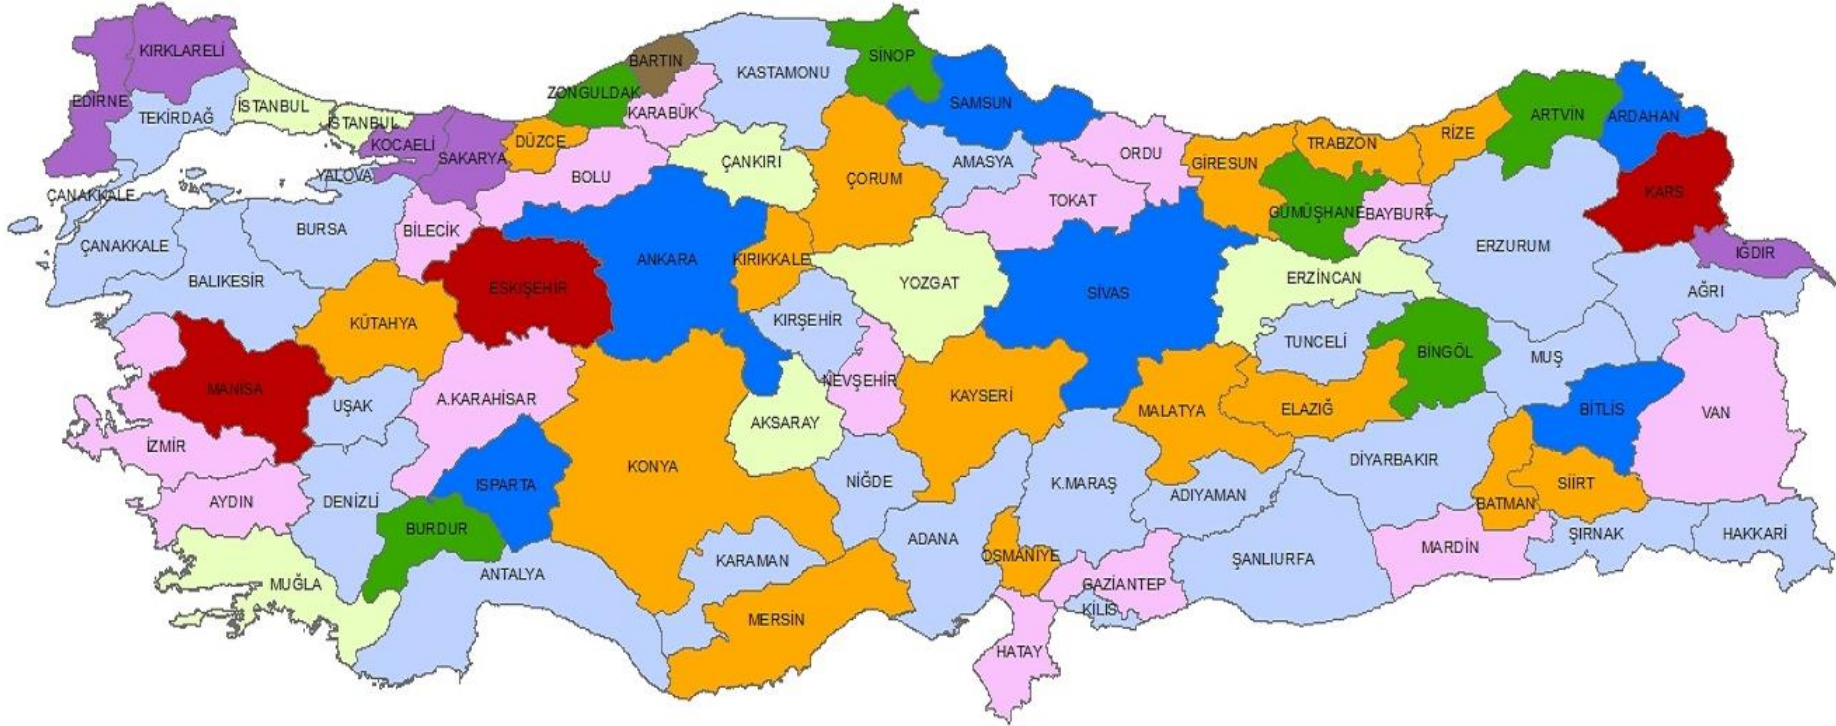 KIRKLARELİ
EDİRNE
TEKİRDAĞ
İSTANBUL
İSTANBUL
KOCAELİ
SAKARYA
YALOVA
DÜZCE
ZONGULDAK
BARTIN
KARABÜK
KASTAMONU
SİNOP
SAMSUN
ÇANKIRI
BOLU
ÇORUM
AMASYA
ORDU
TOKAT
GİRESUN
TRABZON
RİZE
ARTVİN
ARDAHAN
KARS
IĞDIR
GÜMÜŞHANE
BAYBURT
ERZURUM
AĞRI
ÇANAKKALE
ÇANAKKALE
BURSA
BİLECİK
BALIKESİR
KÜTAHYA
ESKIŞEHİR
ANKARA
KIRIKKALE
YOZGAT
SİVAS
ERZİNCAN
KIRŞEHİR
TUNCELİ
BİNGÖL
MUŞ
MANISA
UŞAK
A.KARAHİSAR
NEVŞEHİR
AKSARAY
KAYSERİ
MALATYA
ELAZIĞ
BİTLİS
VAN
İZMİR
AYDIN
DENİZLİ
ISPARTA
KONYA
NİĞDE
K.MARAŞ
ADIYAMAN
DİYARBAKIR
BATMAN
SİİRT
BURDUR
MUĞLA
ANTALYA
KARAMAN
ADANA
OSMANİYE
GAZİANTEP
KİLİS
ŞANLIURFA
MARDİN
ŞIRNAK
HAKKARİ
MERSİN
HATAY